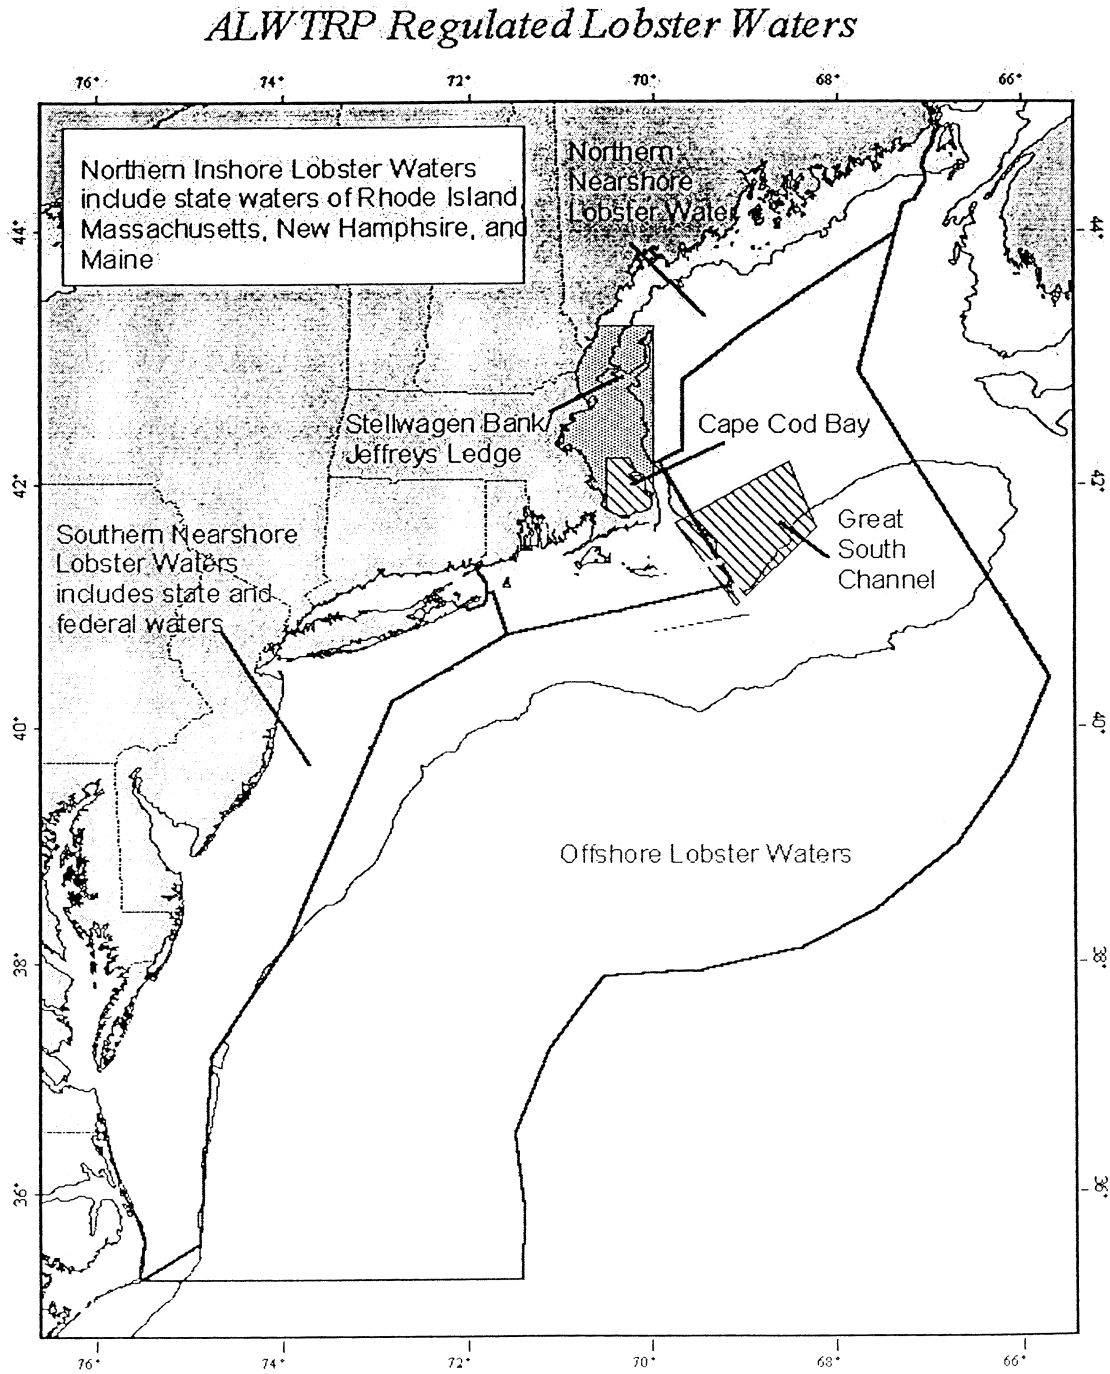 ALWTRP Regulated Lobster Waters
76° 74° 72° 70° 68° 66°
Northern Inshore Lobster Waters
include state waters of Rhode Island,
Massachusetts, New Hamphsire, and
Maine
Northern
Nearshore
Lobster Water
44° 44°
Stellwagen Bank/
Jeffreys Ledge
Cape Cod Bay
42° 42°
Great
South
Channel
Southern Nearshore
Lobster Waters
includes state and
federal waters
40° 40°
Offshore Lobster Waters
38° 38°
36° 36°
76° 74° 72° 70° 68° 66°